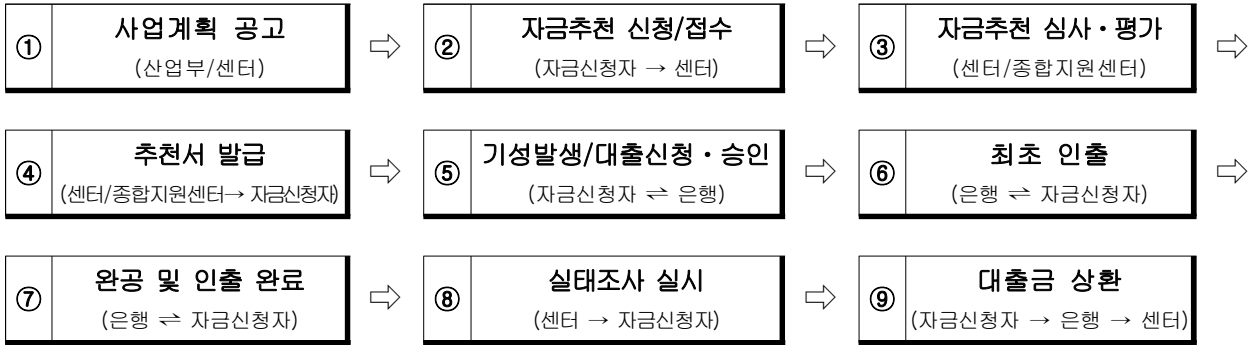 ① 사업계획 공고 ⇨ ② 자금추천 신청/접수 ⇨ ③ 자금추천 심사・평가 ⇨
(산업부/센터) (자금신청자 → 센터) (센터/종합지원센터)
④ 추천서 발급 ⇨ ⑤ 기성발생/대출신청・승인 ⇨ ⑥ 최초 인출 ⇨
(센터/종합지원센터→ 자금신청자) (자금신청자 ⇌ 은행) (은행 ⇌ 자금신청자)
⑦ 완공 및 인출 완료 ⇨ ⑧ 실태조사 실시 ⇨ ⑨ 대출금 상환
(은행 ⇌ 자금신청자) (센터 → 자금신청자) (자금신청자 → 은행 → 센터)